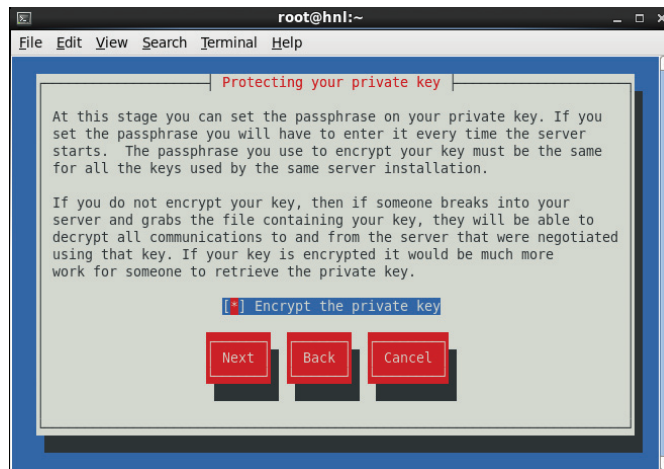 root@hnl:~
File Edit View Search Terminal Help
Protecting your private key
At this stage you can set the passphrase on your private key. If you
set the passphrase you will have to enter it every time the server
starts.  The passphrase you use to encrypt your key must be the same
for all the keys used by the same server installation.
If you do not encrypt your key, then if someone breaks into your
server and grabs the file containing your key, they will be able to
decrypt all communications to and from the server that were negotiated
using that key. If your key is encrypted it would be much more
work for someone to retrieve the private key.
[*] Encrypt the private key
Next Back Cancel